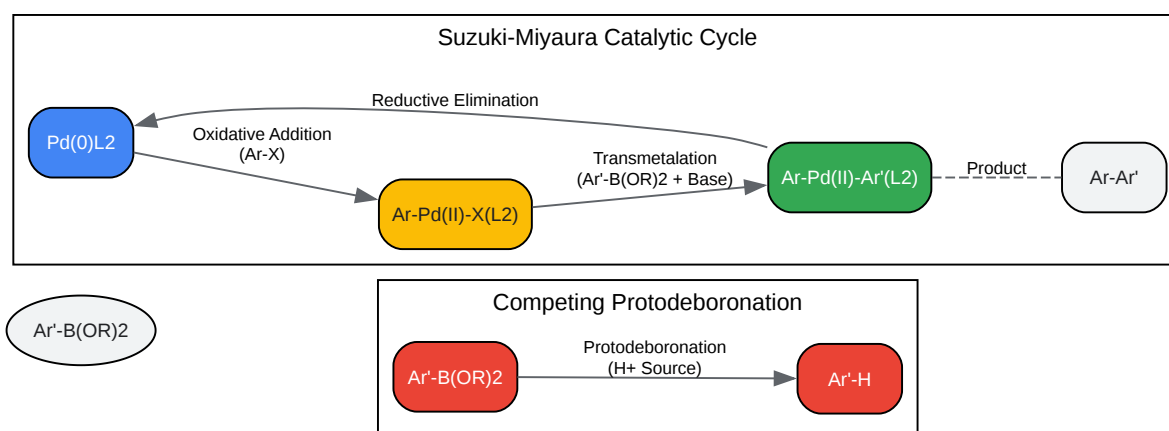 Suzuki-Miyaura Catalytic Cycle
Reductive Elimination
Pd(0)L2
Oxidative Addition
(Ar-X)
Transmetalation
(Ar'-B(OR)2 + Base)
Ar-Pd(II)-X(L2)
Ar-Pd(II)-Ar'(L2)
Product
Ar-Ar'
Ar'-B(OR)2
Competing Protodeboronation
Ar'-B(OR)2
Protodeboronation
(H+ Source)
Ar'-H